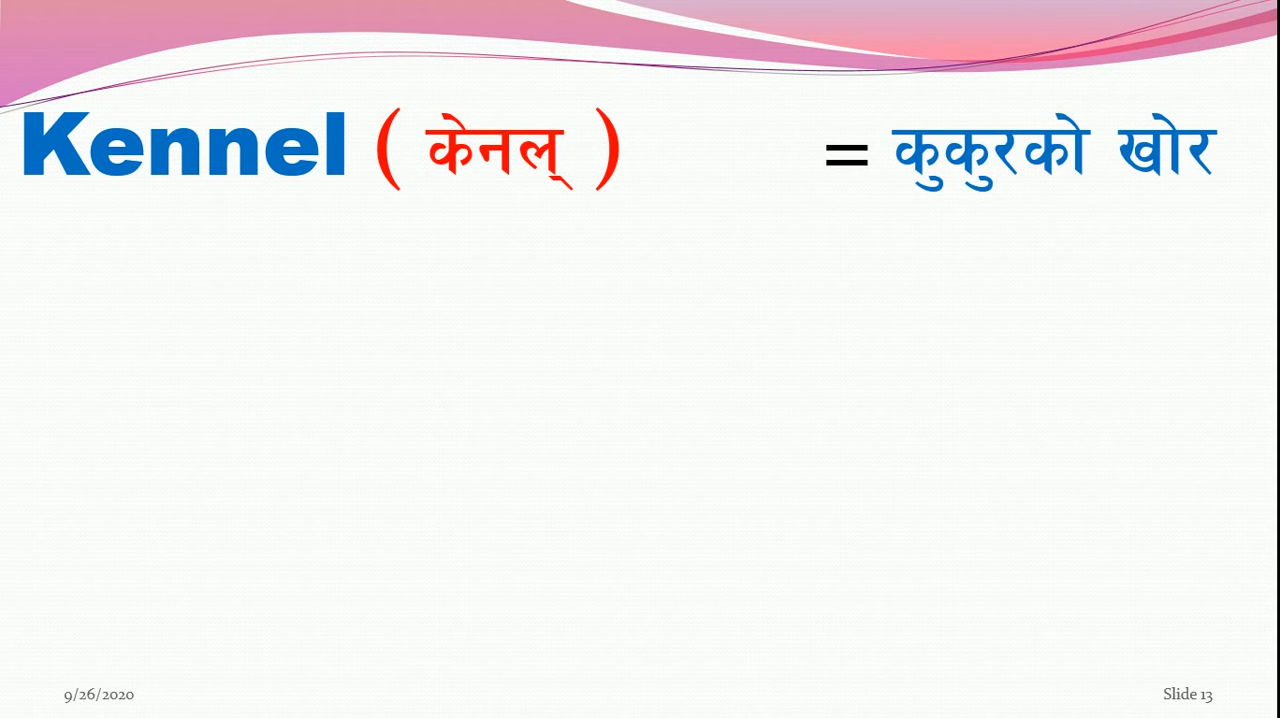 Kennel ( केनल् ) = कुकुरको खोर
9/26/2020
Slide 13